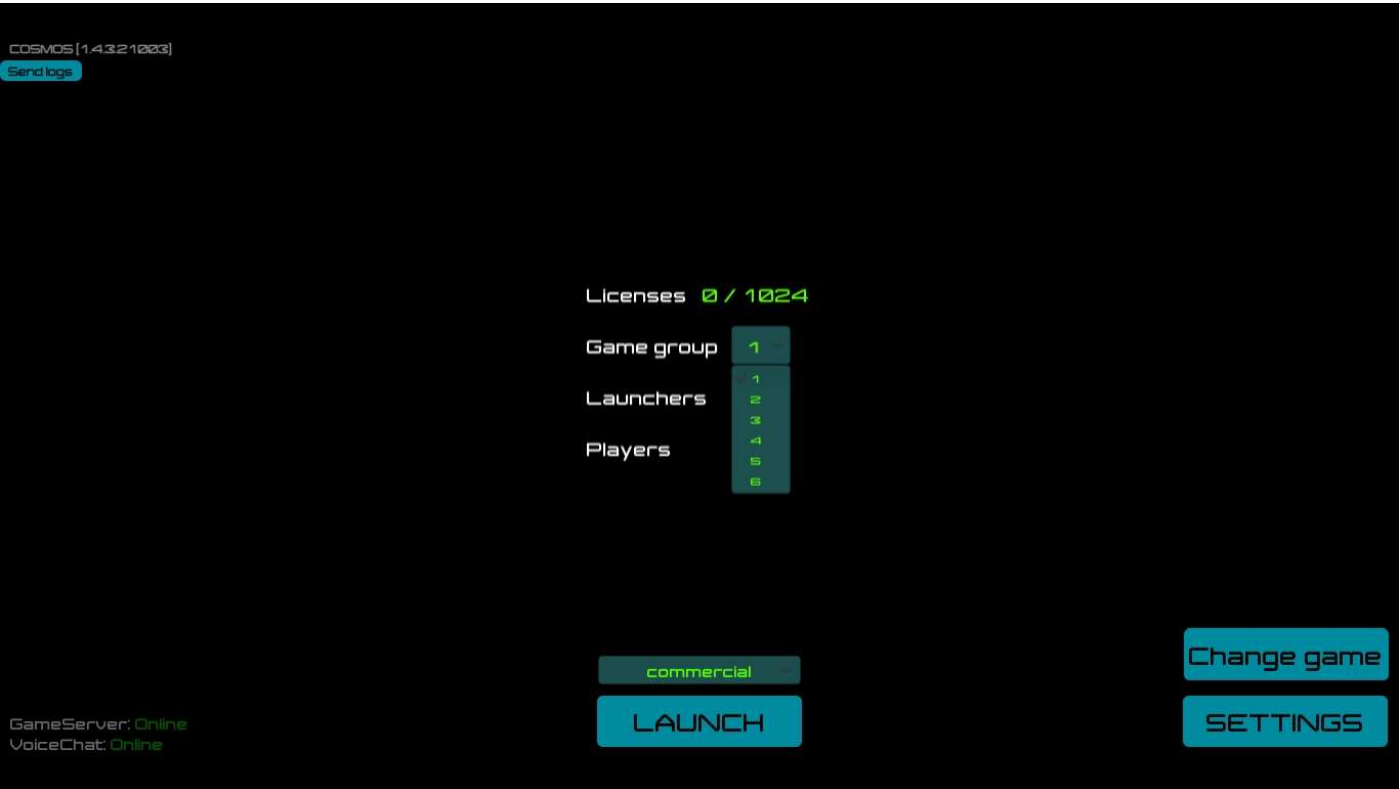 COSMOS [1.4.3.21003]
Send logs
Licenses 0 / 1024
Game group 1
1
Launchers
2
3
Players
4
5
6
commercial
LAUNCH
Change game
SETTINGS
GameServer: Online
VoiceChat: Online